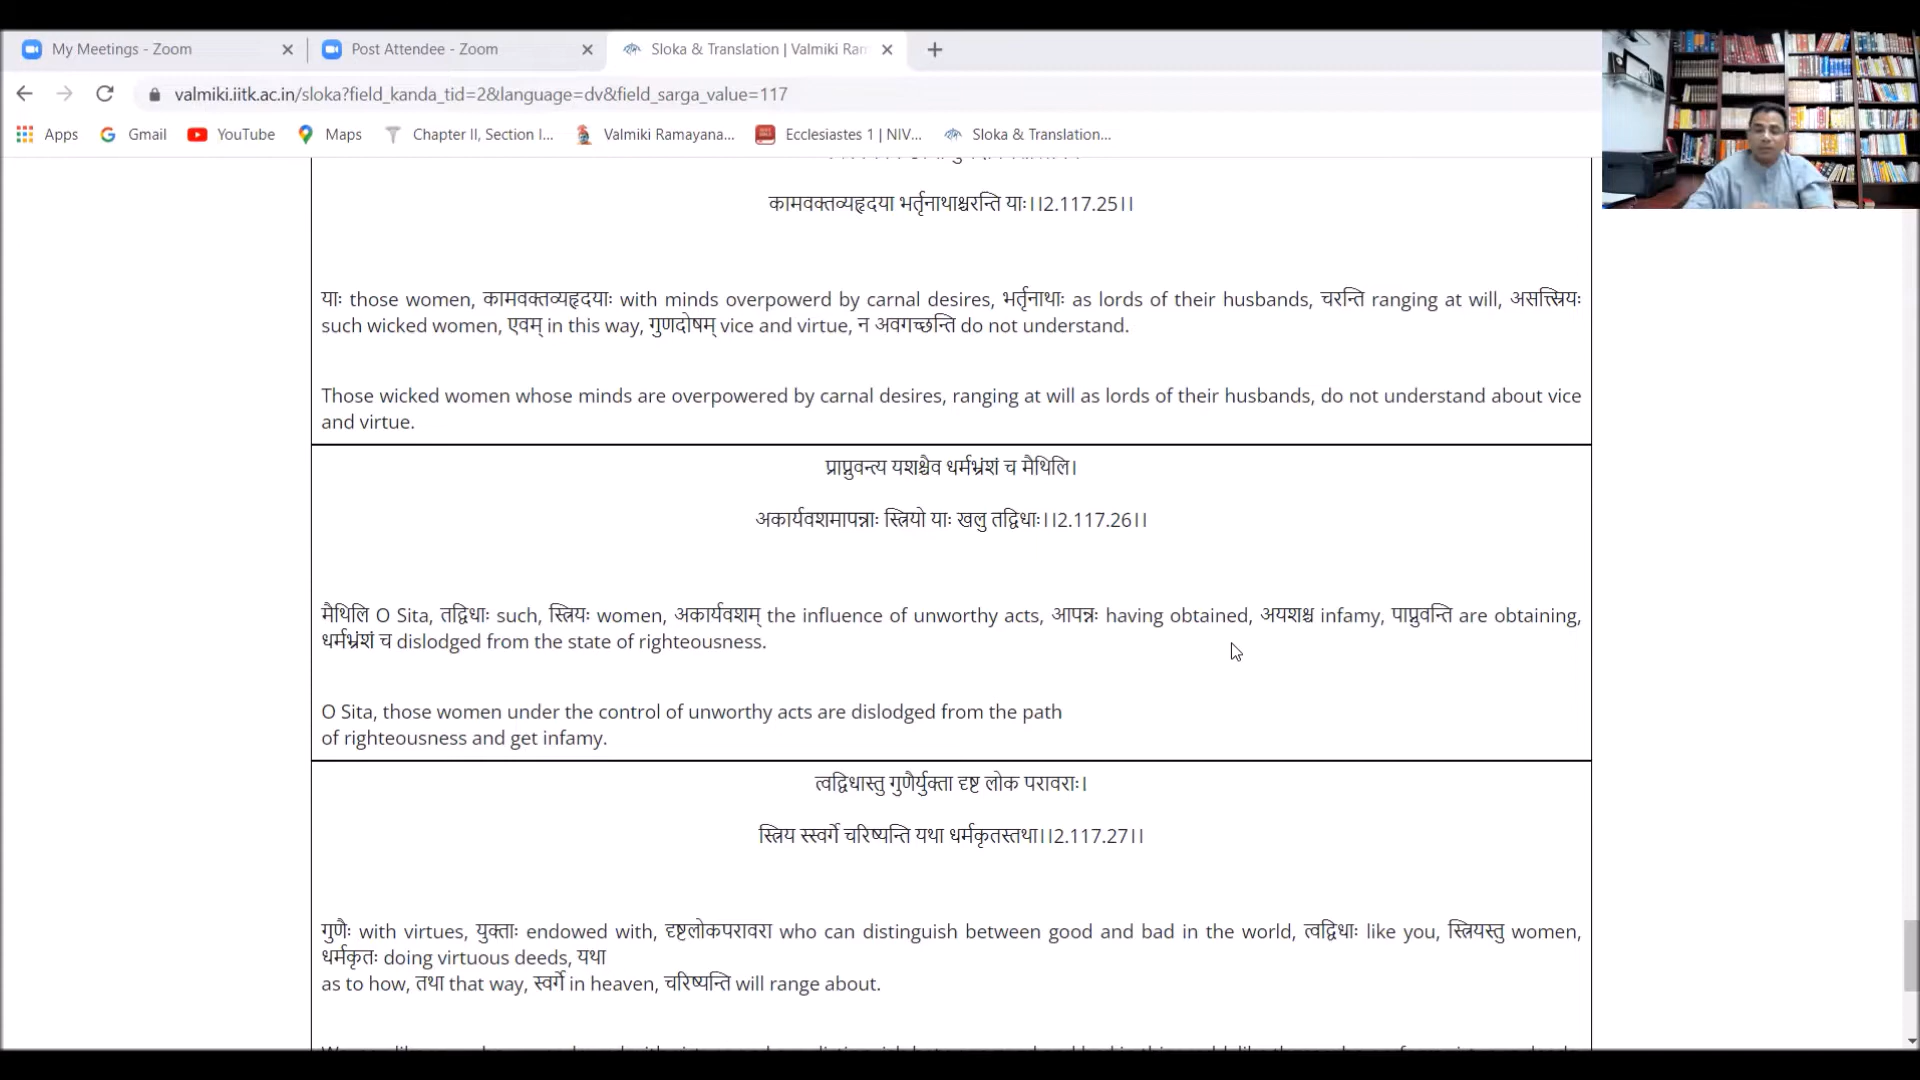 My Meetings - Zoom
Post Attendee - Zoom
Sloka & Translation | Valmiki Ram
valmiki.iitk.ac.in/sloka?field_kanda_tid=2&language=dv&field_sarga_value=117
Apps
Gmail
YouTube
Maps
Chapter II, Section I...
Valmiki Ramayana...
Ecclesiastes 1 | NIV...
Sloka & Translation...
कामवक्तव्यहृदया भर्तृनाथाश्चरन्ति याः।।2.117.25।।
याः those women, कामवक्तव्यहृदयाः with minds overpowerd by carnal desires, भर्तृनाथाः as lords of their husbands, चरन्ति ranging at will, असत्स्त्रियः
such wicked women, एवम् in this way, गुणदोषम् vice and virtue, न अवगच्छन्ति do not understand.
Those wicked women whose minds are overpowered by carnal desires, ranging at will as lords of their husbands, do not understand about vice
and virtue.
प्राप्नुवन्त्य यशश्चैव धर्मभ्रंशं च मैथिलि।
अकार्यवशमापन्नाः स्त्रियो याः खलु तद्विधाः।।2.117.26।।
मैथिलि O Sita, तद्विधाः such, स्त्रियः women, अकार्यवशम् the influence of unworthy acts, आपन्नः having obtained, अयशश्च infamy, पाप्नुवन्ति are obtaining,
धर्मभ्रंशं च dislodged from the state of righteousness.
O Sita, those women under the control of unworthy acts are dislodged from the path
of righteousness and get infamy.
त्वद्विधास्तु गुणैर्युक्ता दृष्ट लोक परावराः।
स्त्रिय स्स्वर्गे चरिष्यन्ति यथा धर्मकृतस्तथा।।2.117.27।।
गुणैः with virtues, युक्ताः endowed with, दृष्टलोकपरावरा who can distinguish between good and bad in the world, त्वद्विधाः like you, स्त्रियस्तु women,
धर्मकृतः doing virtuous deeds, यथा
as to how, तथा that way, स्वर्गे in heaven, चरिष्यन्ति will range about.